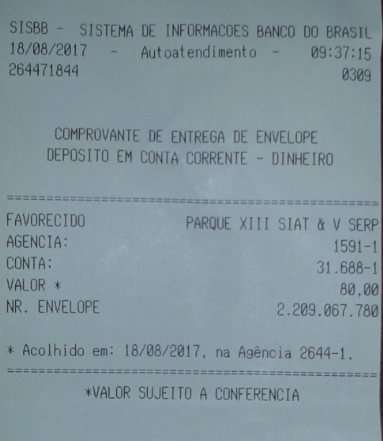 SISBB - SISTEMA DE INFORMACOES BANCO DO BRASIL
18/08/2017 - Autoatendimento - 09:37:15
264471844 0309
COMPROVANTE DE ENTREGA DE ENVELOPE
DEPOSITO EM CONTA CORRENTE - DINHEIRO
================================================
FAVORECIDO PARQUE XIII SIAT & V SERP
AGENCIA: 1591-1
CONTA: 31.688-1
VALOR * 80,00
NR. ENVELOPE 2.209.067.780
* Acolhido em: 18/08/2017, na Agência 2644-1.
================================================
*VALOR SUJEITO A CONFERENCIA